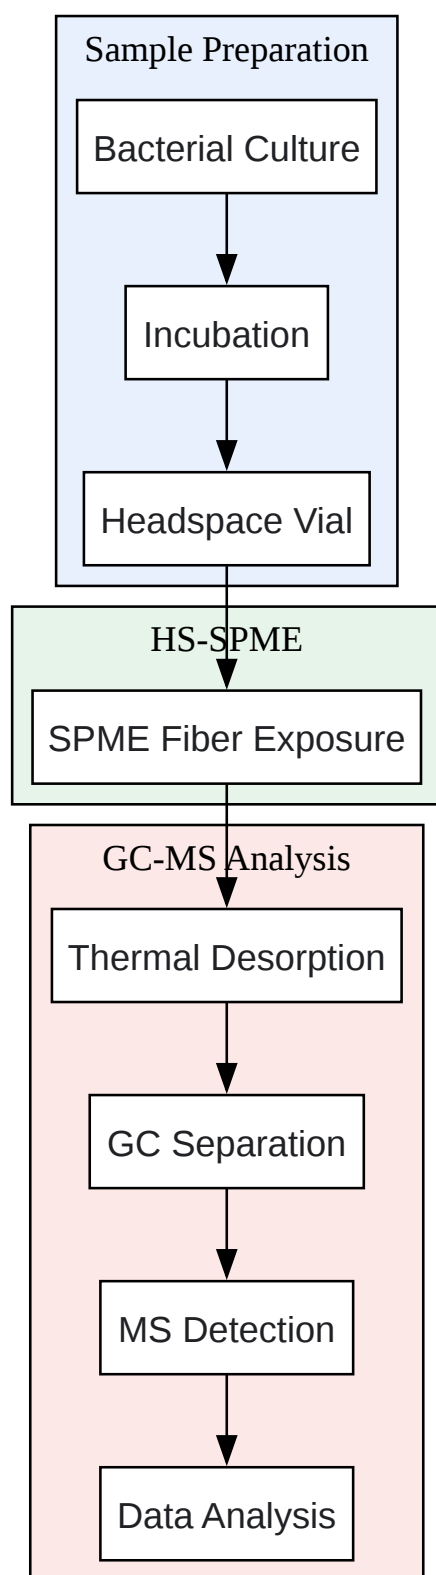 Sample Preparation
Bacterial Culture
Incubation
Headspace Vial
HS-SPME
SPME Fiber Exposure
GC-MS Analysis
Thermal Desorption
GC Separation
MS Detection
Data Analysis